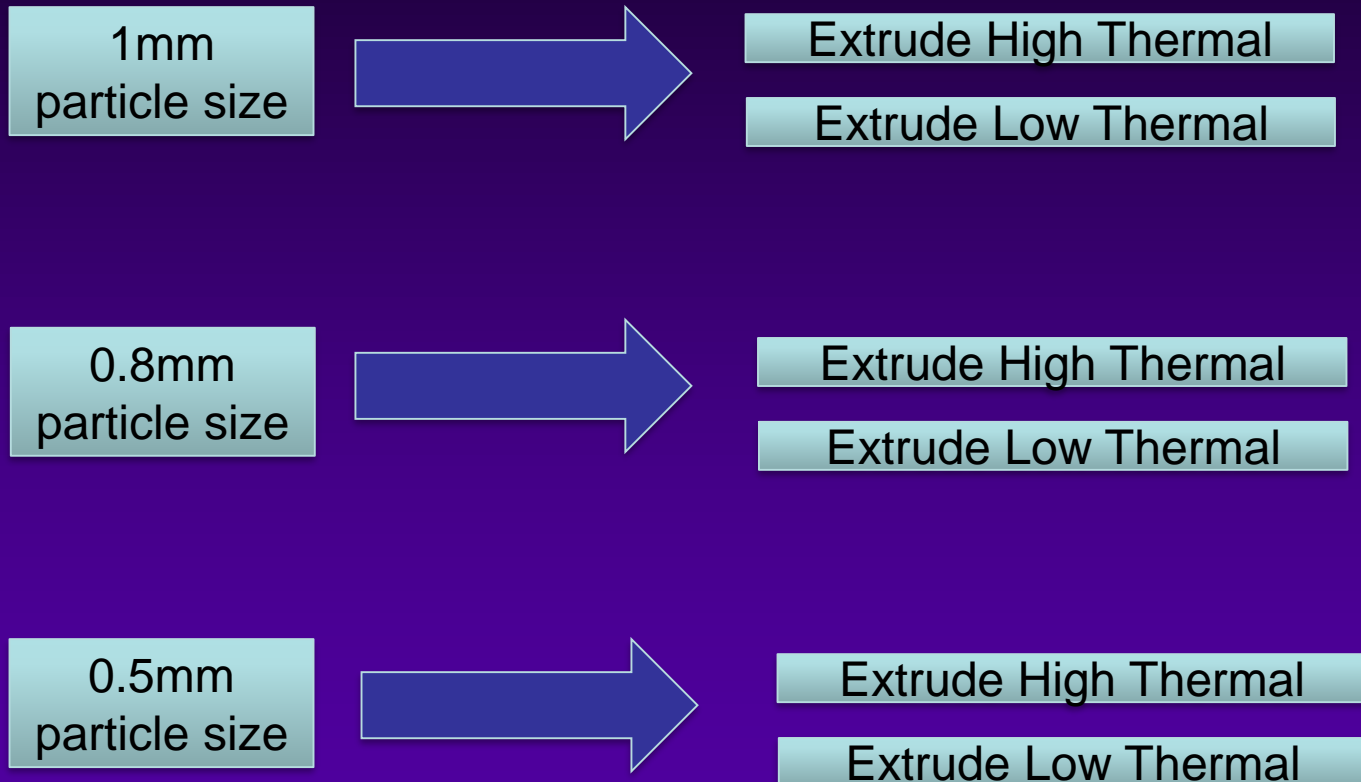 1mm
particle size
Extrude High Thermal
Extrude Low Thermal
0.8mm
particle size
Extrude High Thermal
Extrude Low Thermal
0.5mm
particle size
Extrude High Thermal
Extrude Low Thermal